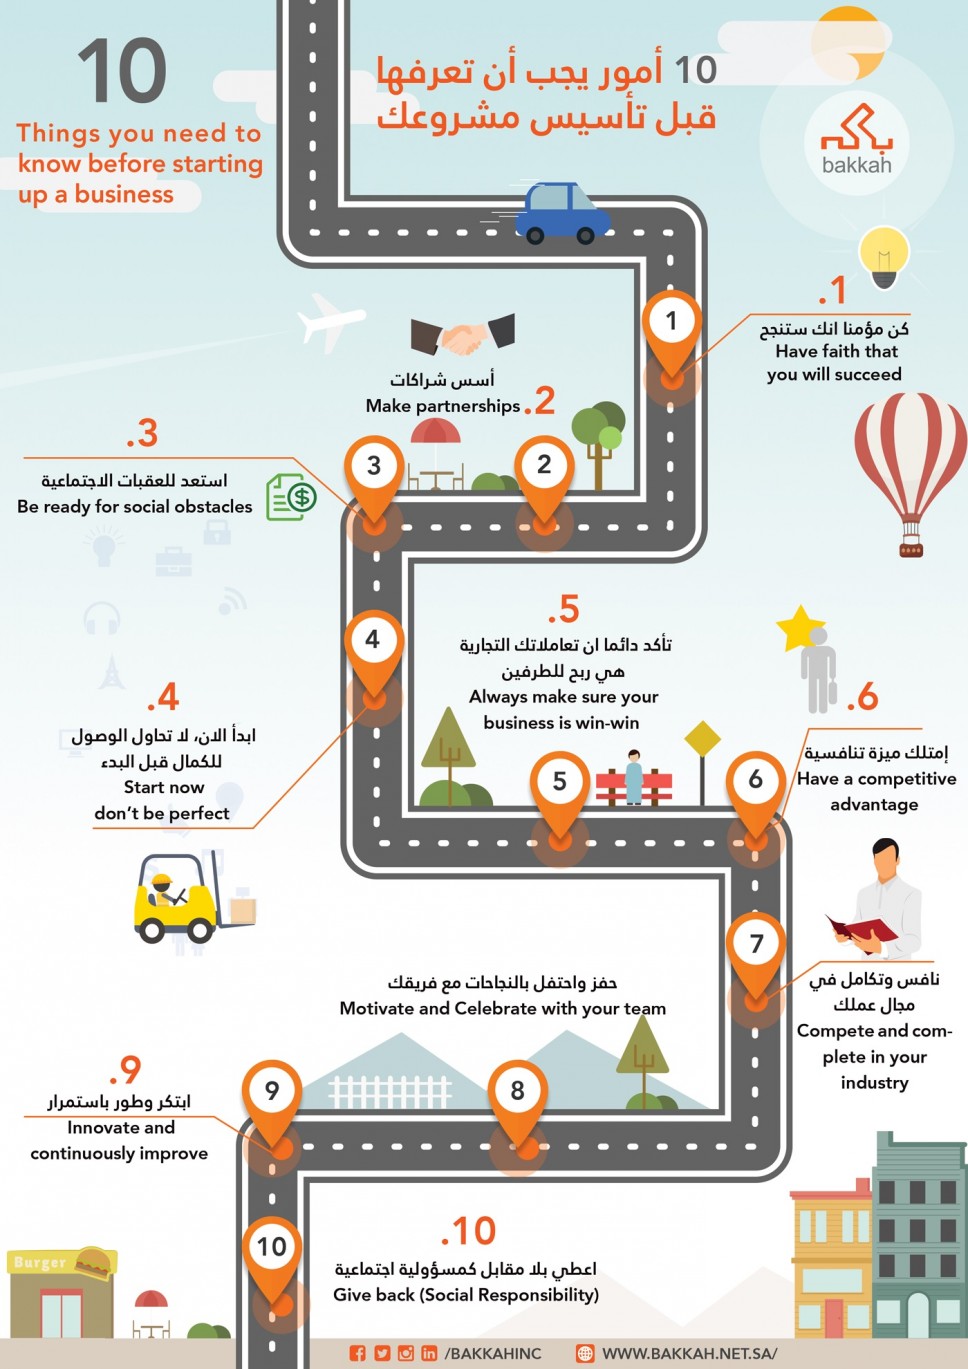 10
Things you need to
know before starting
up a business
10 أمور يجب أن تعرفها
قبل تأسيس مشروعك
بكه
bakkah
.1
كن مؤمنا انك ستنجح
Have faith that
you will succeed
1
أسس شراكات
Make partnerships
.2
2
.3
استعد للعقبات الاجتماعية
Be ready for social obstacles
$
3
4
.4
ابدأ الان، لا تحاول الوصول
للكمال قبل البدء
Start now
don't be perfect
.5
تأكد دائما ان تعاملاتك التجارية
هي ربح للطرفين
Always make sure your
business is win-win
5
.6
إمتلك ميزة تنافسية
Have a competitive
advantage
6
7
نافس وتكامل في
مجال عملك
Compete and com-
plete in your
industry
حفز واحتفل بالنجاحات مع فريقك
Motivate and Celebrate with your team
8
.9
ابتكر وطور باستمرار
Innovate and
continuously improve
9
10
.10
اعطي بلا مقابل كمسؤولية اجتماعية
Give back (Social Responsibility)
Burger
/BAKKAHINC
WWW.BAKKAH.NET.SA/